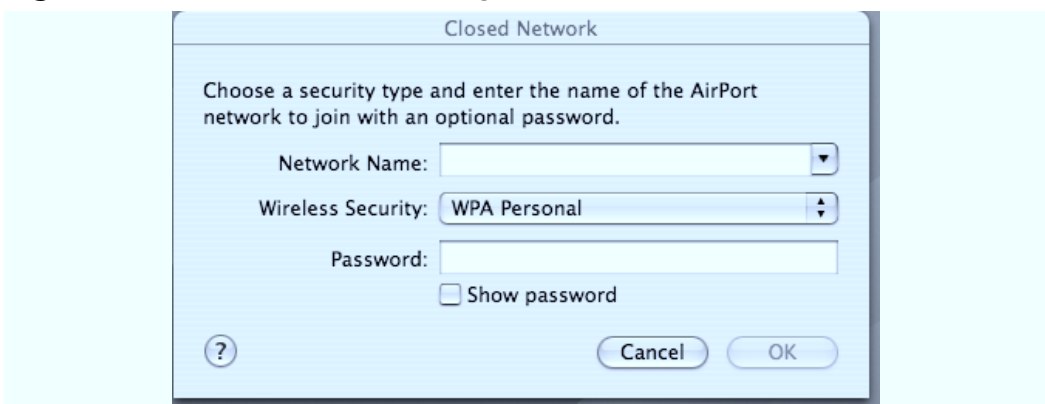 Closed Network
Choose a security type and enter the name of the AirPort
network to join with an optional password.
Network Name:
Wireless Security: WPA Personal
Password:
Show password
? Cancel OK